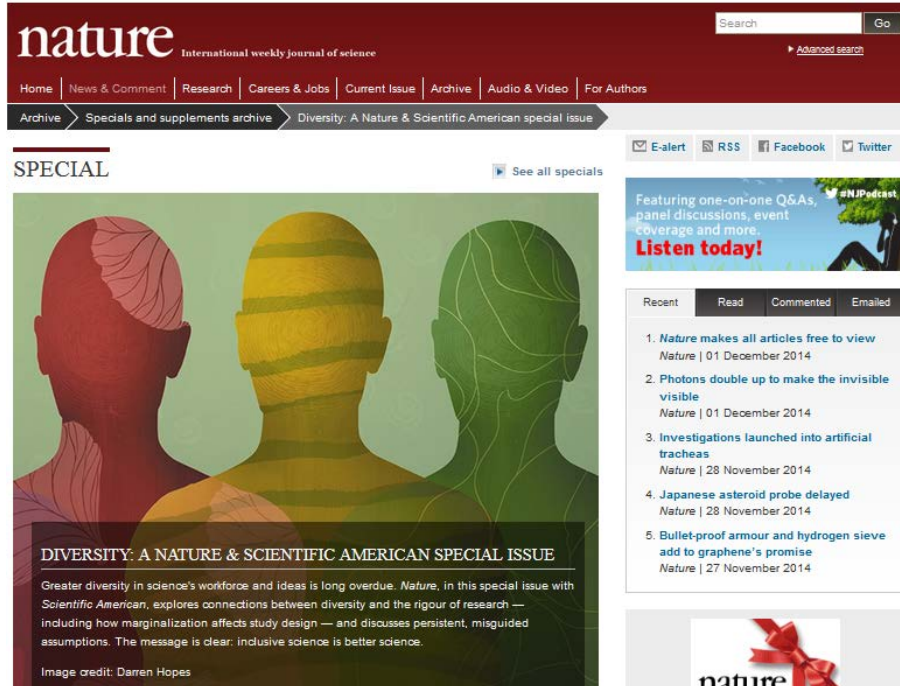 nature International weekly journal of science
Search Go
Advanced search
Home News & Comment Research Careers & Jobs Current Issue Archive Audio & Video For Authors
Archive Specials and supplements archive Diversity: A Nature & Scientific American special issue
E-alert RSS Facebook Twitter
SPECIAL
See all specials
DIVERSITY: A NATURE & SCIENTIFIC AMERICAN SPECIAL ISSUE
Greater diversity in science's workforce and ideas is long overdue. Nature, in this special issue with
Scientific American, explores connections between diversity and the rigour of research —
including how marginalization affects study design — and discusses persistent, misguided
assumptions. The message is clear: inclusive science is better science.
Image credit: Darren Hopes
Featuring one-on-one Q&As,
panel discussions, event
coverage and more.
Listen today!
#NJPodcast
Recent Read Commented Emailed
1. Nature makes all articles free to view
Nature | 01 December 2014
2. Photons double up to make the invisible
visible
Nature | 01 December 2014
3. Investigations launched into artificial
tracheas
Nature | 28 November 2014
4. Japanese asteroid probe delayed
Nature | 28 November 2014
5. Bullet-proof armour and hydrogen sieve
add to graphene's promise
Nature | 27 November 2014
nature